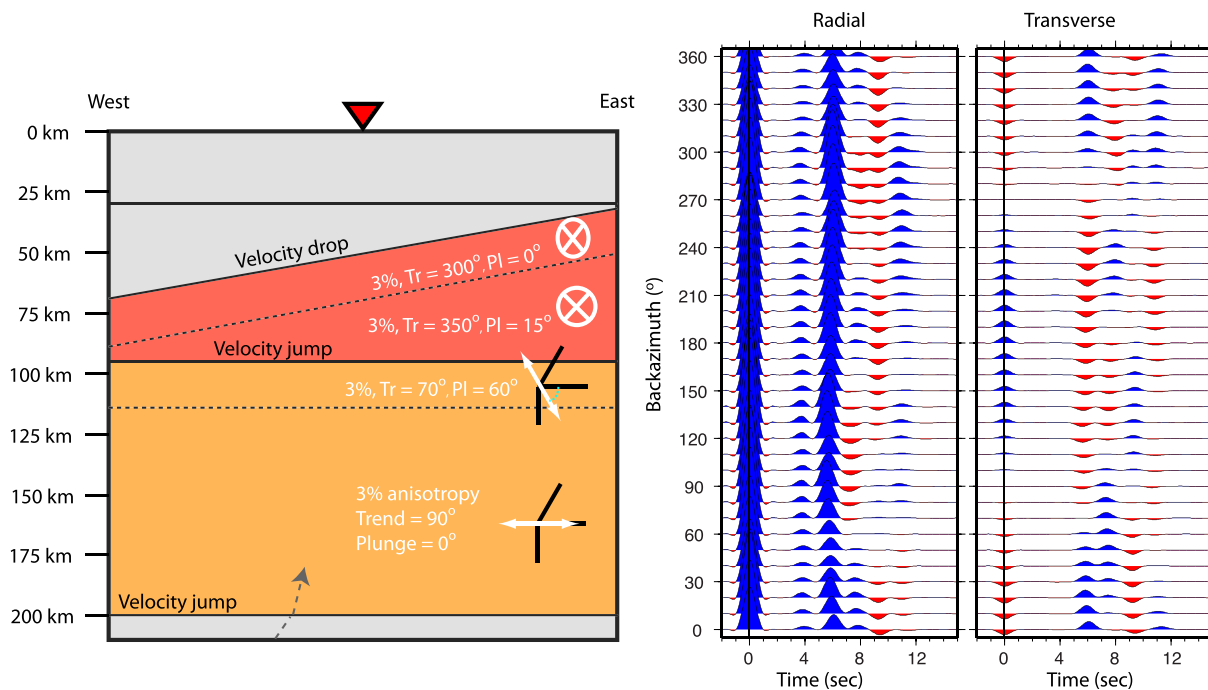 West
East
0 km
25 km
50 km
75 km
100 km
125 km
150 km
175 km
200 km
Velocity drop
3%, Tr = 300°, Pl = 0°
3%, Tr = 350°, Pl = 15°
Velocity jump
3%, Tr = 70°, Pl = 60°
3% anisotropy
Trend = 90°
Plunge = 0°
Velocity jump
Radial
Transverse
Backazimuth (°)
360
330
300
270
240
210
180
150
120
90
60
30
0
0 4 8 12
0 4 8 12
Time (sec)
Time (sec)